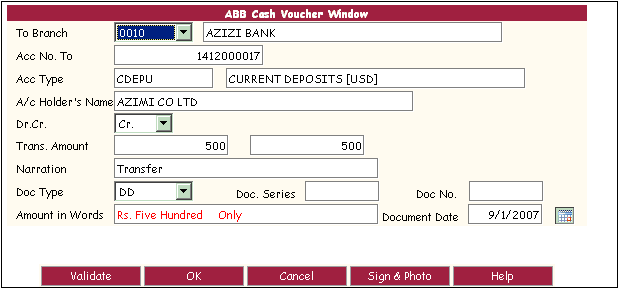 ABB Cash Voucher Window
To Branch 0010 AZIZI BANK
Acc No. To 1412000017
Acc Type CDEPU CURRENT DEPOSITS [USD]
A/c Holder's Name AZIMI CO LTD
Dr.Cr. Cr.
Trans. Amount 500 500
Narration Transfer
Doc Type DD Doc. Series Doc No.
Amount in Words Rs. Five Hundred Only Document Date 9/1/2007
Validate OK Cancel Sign & Photo Help